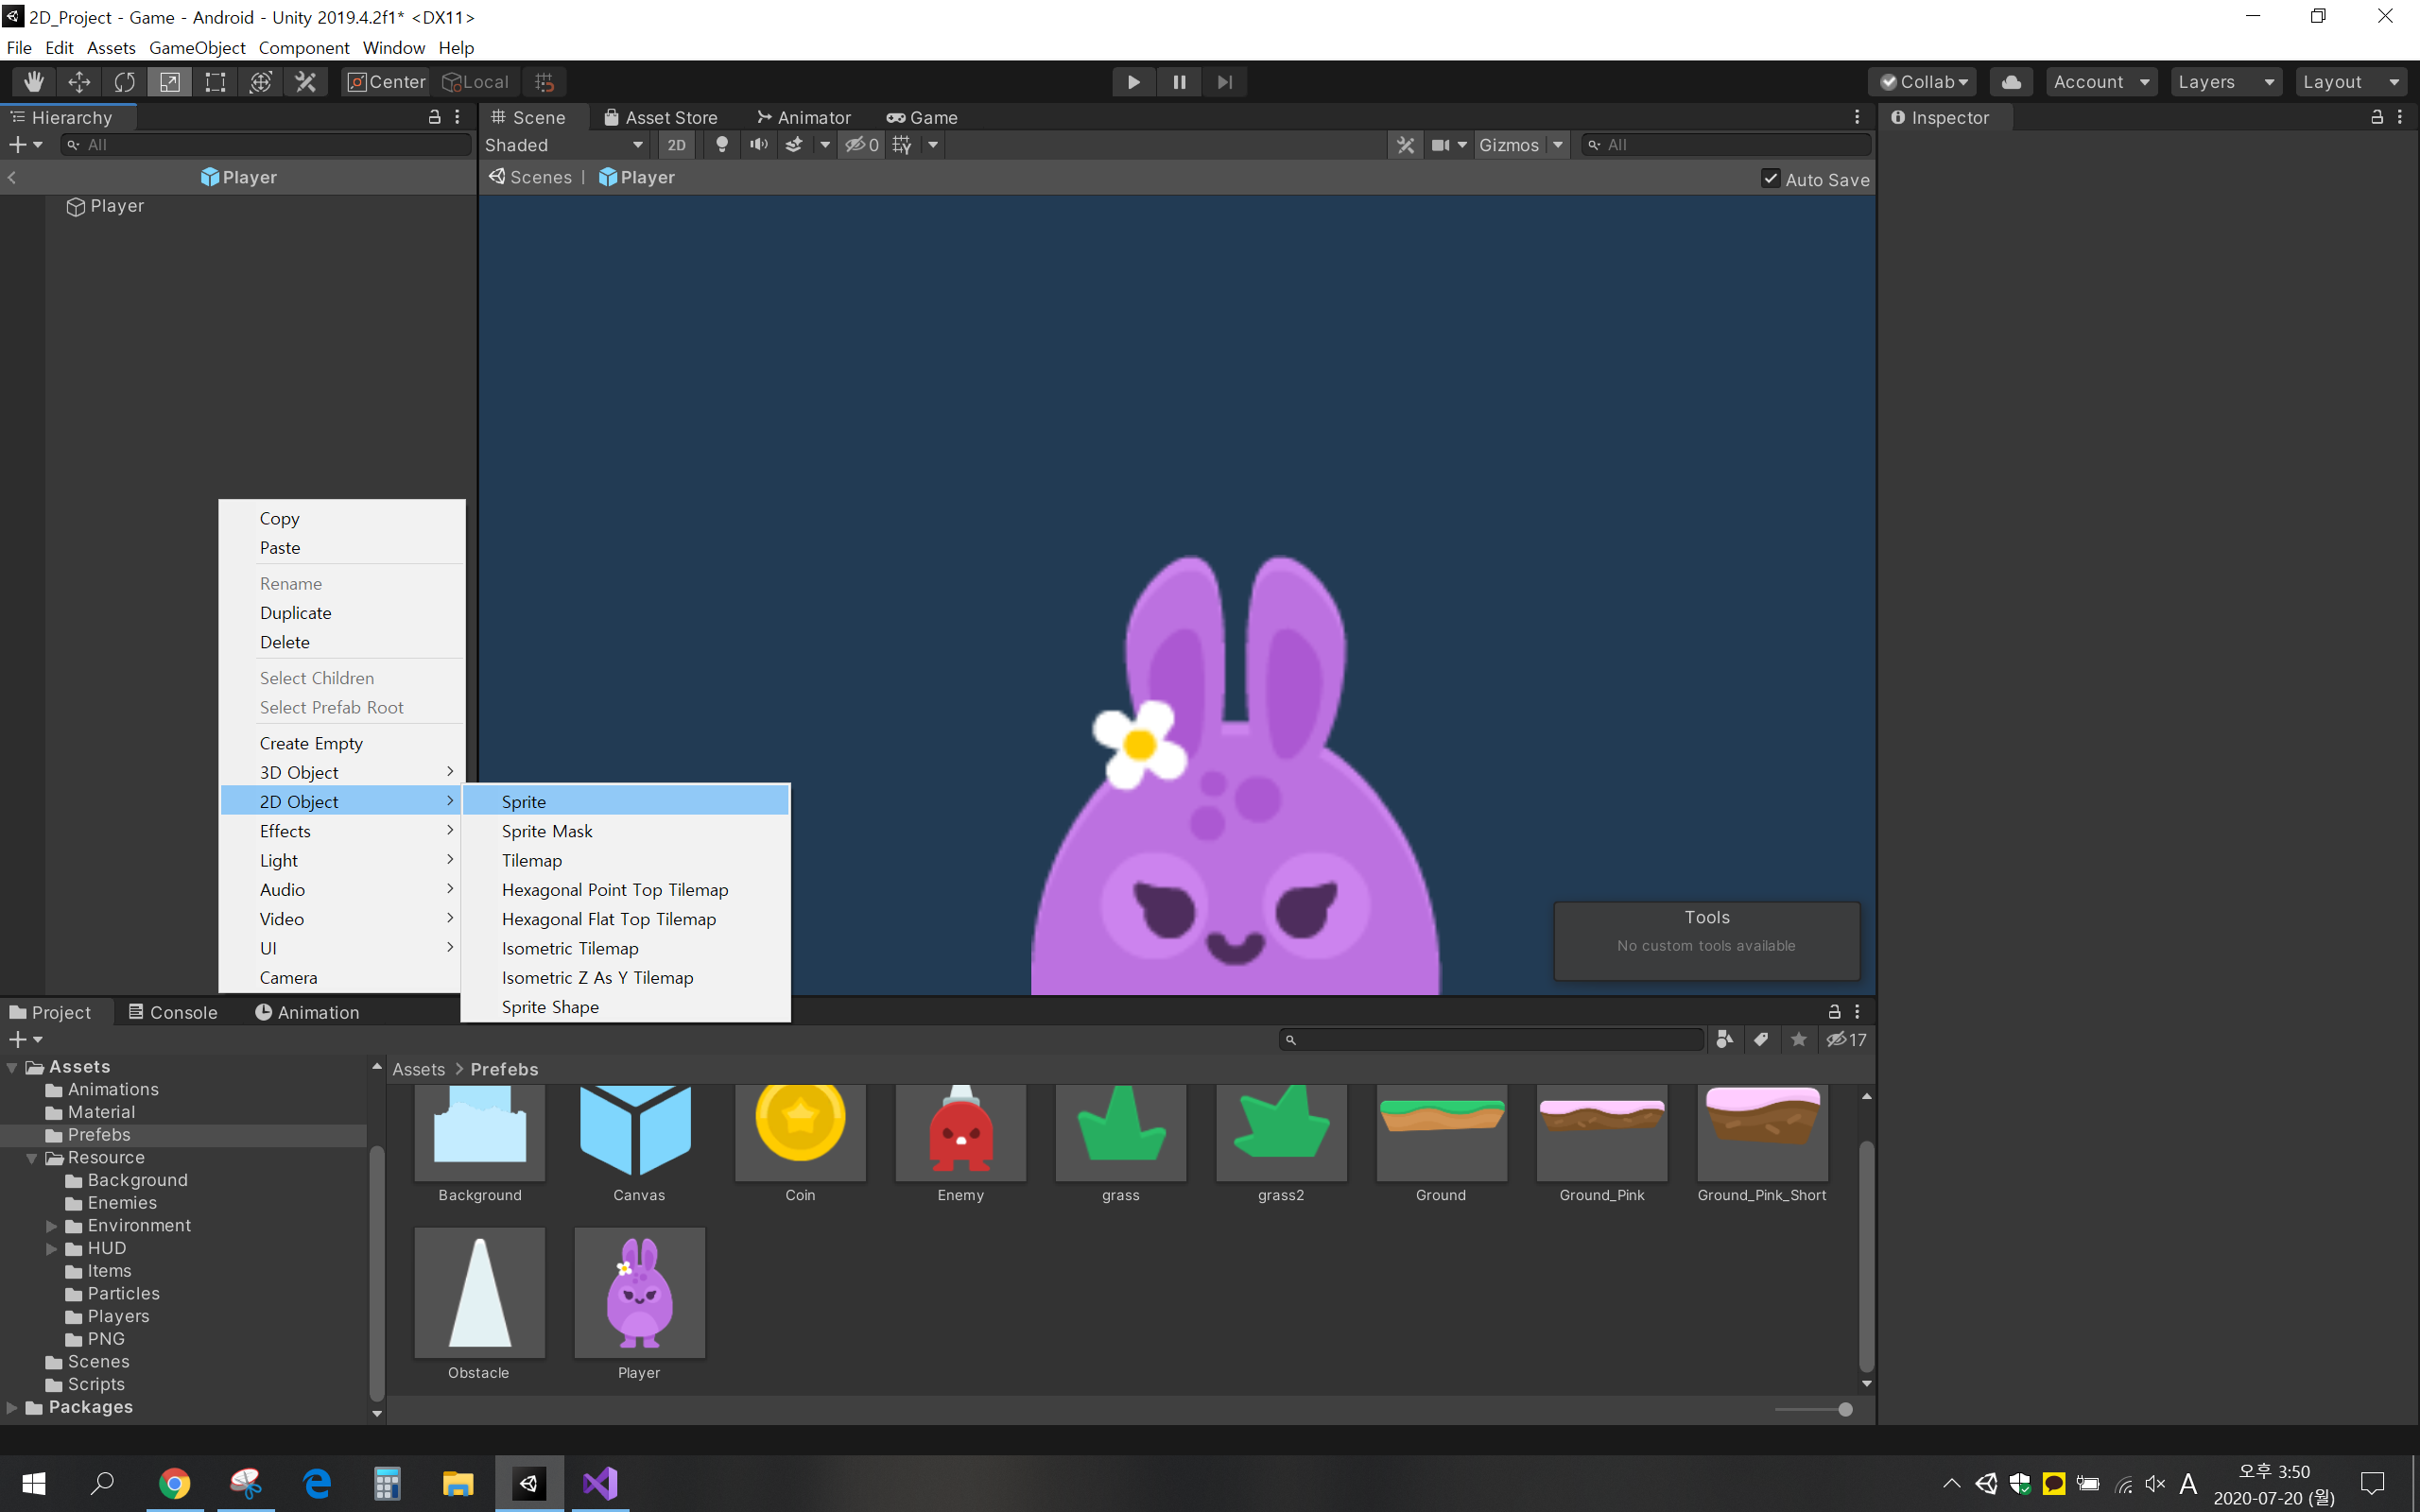 2D_Project - Game - Android - Unity 2019.4.2f1* <DX11>
File Edit Assets GameObject Component Window Help
Center Local Collab Account Layers Layout
Hierarchy
Scene Asset Store Animator Game
Inspector
All
Shaded 2D 0 Gizmos All
Player
Scenes | Player Auto Save
Player
Copy
Paste
Rename
Duplicate
Delete
Select Children
Select Prefab Root
Create Empty
3D Object
2D Object
Effects
Light
Audio
Video
UI
Camera
Sprite
Sprite Mask
Tilemap
Hexagonal Point Top Tilemap
Hexagonal Flat Top Tilemap
Isometric Tilemap
Isometric Z As Y Tilemap
Sprite Shape
Tools
No custom tools available
Project Console Animation
17
Assets
Animations
Material
Prefebs
Resource
Background
Enemies
Environment
HUD
Items
Particles
Players
PNG
Scenes
Scripts
Packages
Assets > Prefebs
Background Canvas Coin Enemy grass grass2 Ground Ground_Pink Ground_Pink_Short
Obstacle Player
A
오후 3:50
2020-07-20 (월)